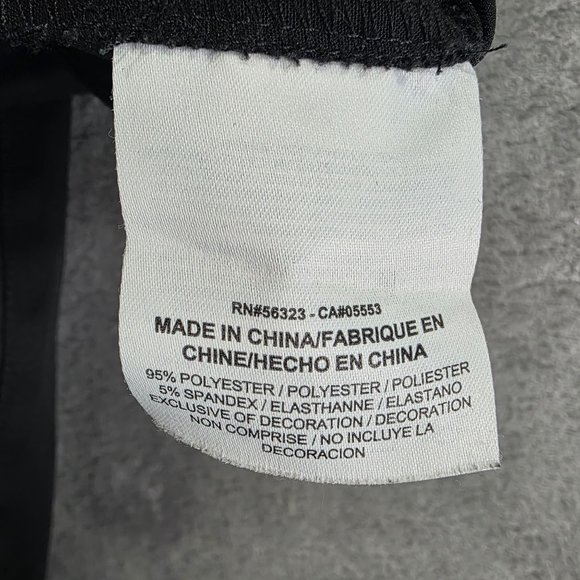 RN#56323 - CA#05553
MADE IN CHINA/FABRIQUE EN
CHINE/HECHO EN CHINA
95% POLYESTER / POLYESTER / POLIESTER
5% SPANDEX / ELASTHANNE / ELASTANO
EXCLUSIVE OF DECORATION / DECORATION
NON COMPRISE / NO INCLUYE LA
DECORACION